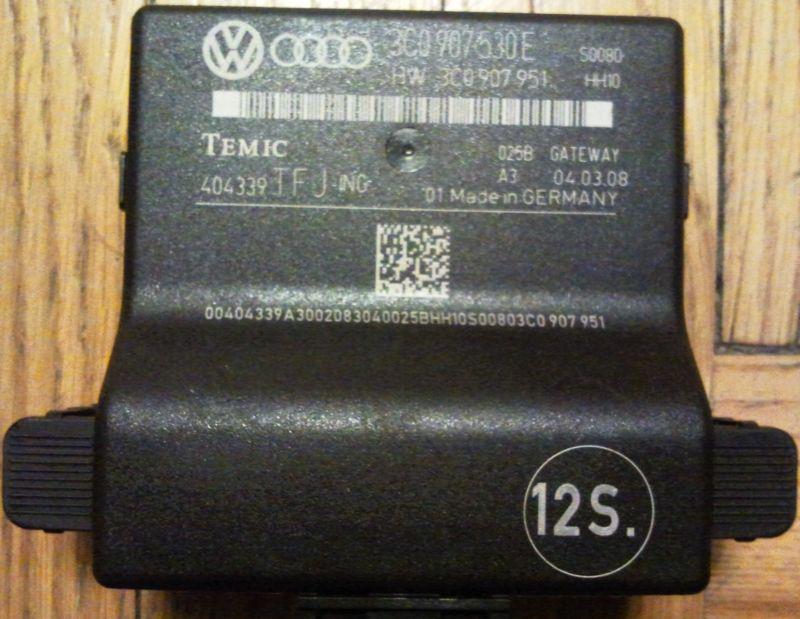 3C0 907 530 E S0080
HW 3C0 907 951 HH10
TEMIC 025B GATEWAY
A3 04.03.08
404339 TFJ-ING 01 Made in GERMANY
00404339A3002083040025BHH10S00803C0 907 951
12S.